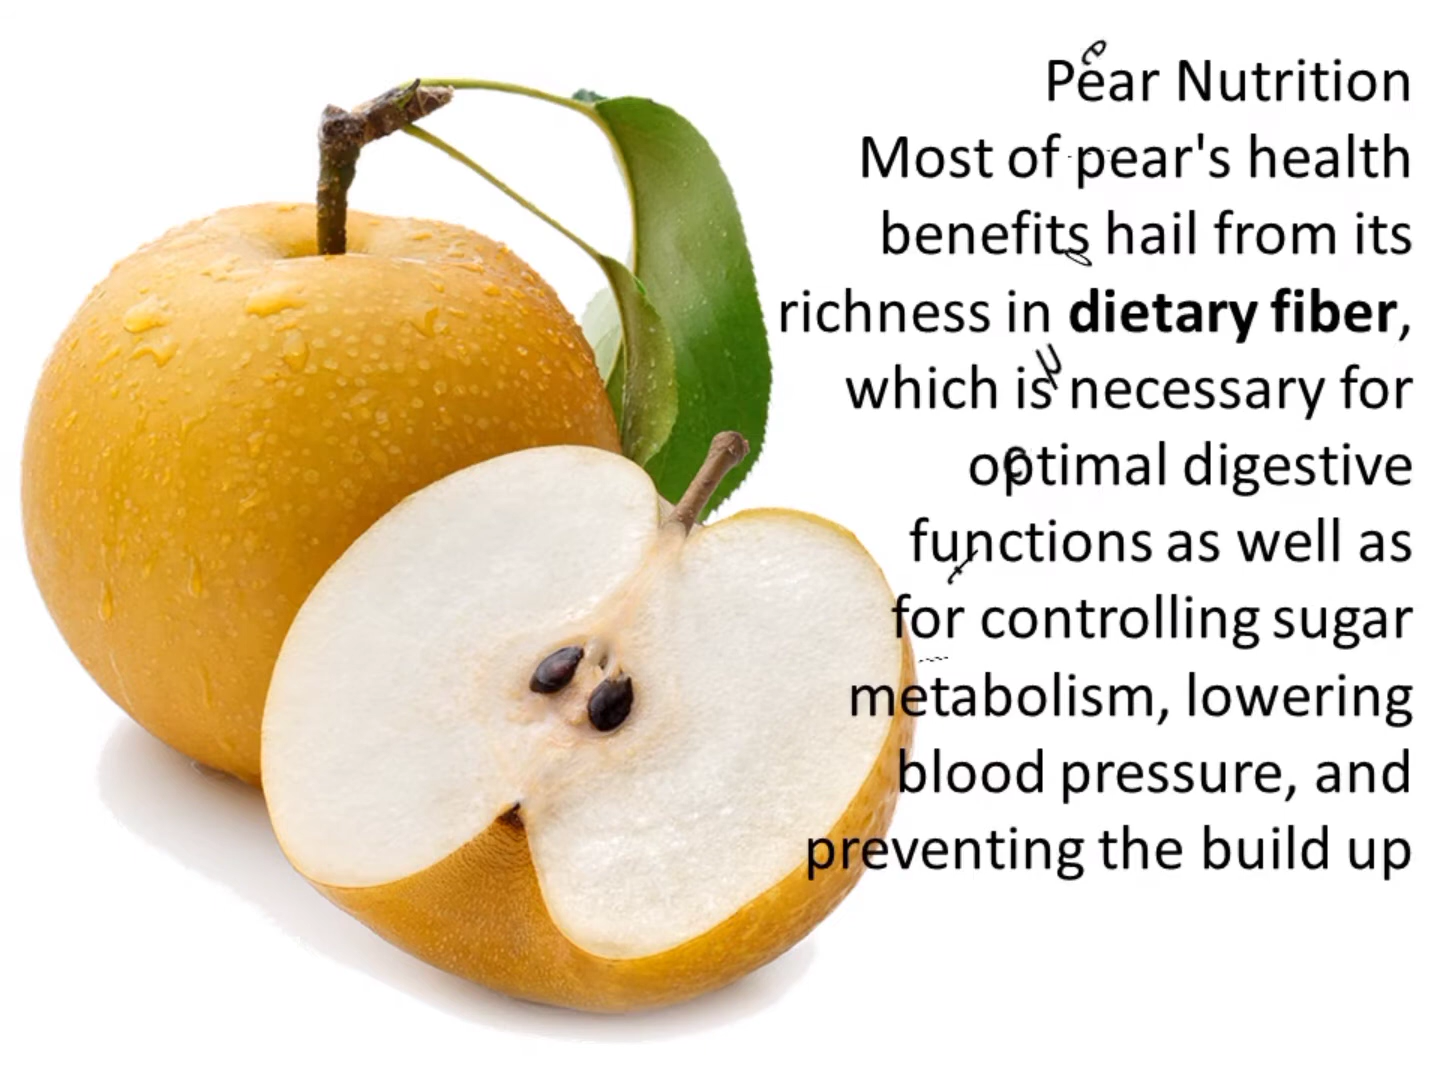 Pear Nutrition
Most of pear's health
benefits hail from its
richness in dietary fiber,
which is necessary for
optimal digestive
functions as well as
for controlling sugar
metabolism, lowering
blood pressure, and
preventing the build up